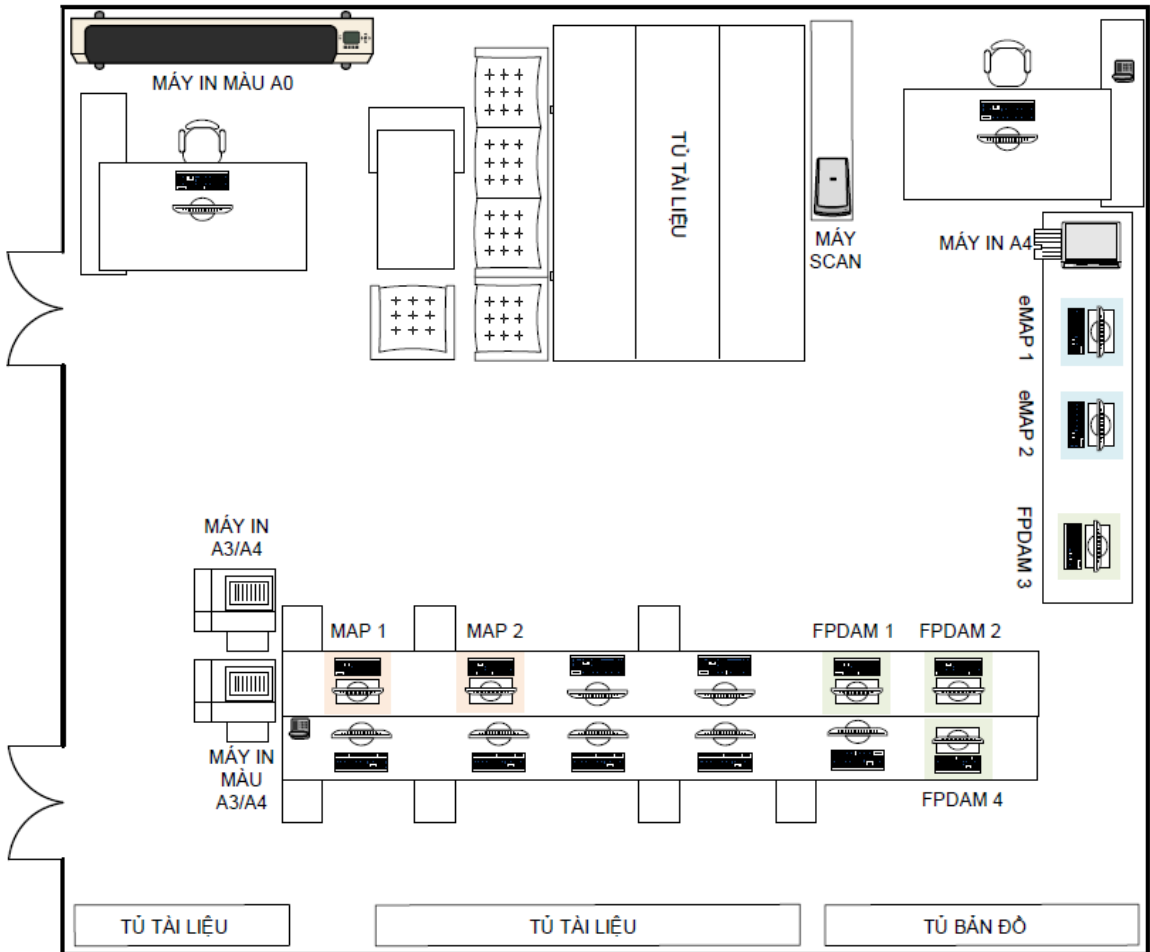 MÁY IN MÀU A0
TỦ TÀI LIỆU
MÁY
SCAN
MÁY IN A4
eMAP 1
eMAP 2
FPDAM 3
MÁY IN
A3/A4
MAP 1
MAP 2
FPDAM 1
FPDAM 2
MÁY IN
MÀU
A3/A4
FPDAM 4
TỦ TÀI LIỆU
TỦ TÀI LIỆU
TỦ BẢN ĐỒ